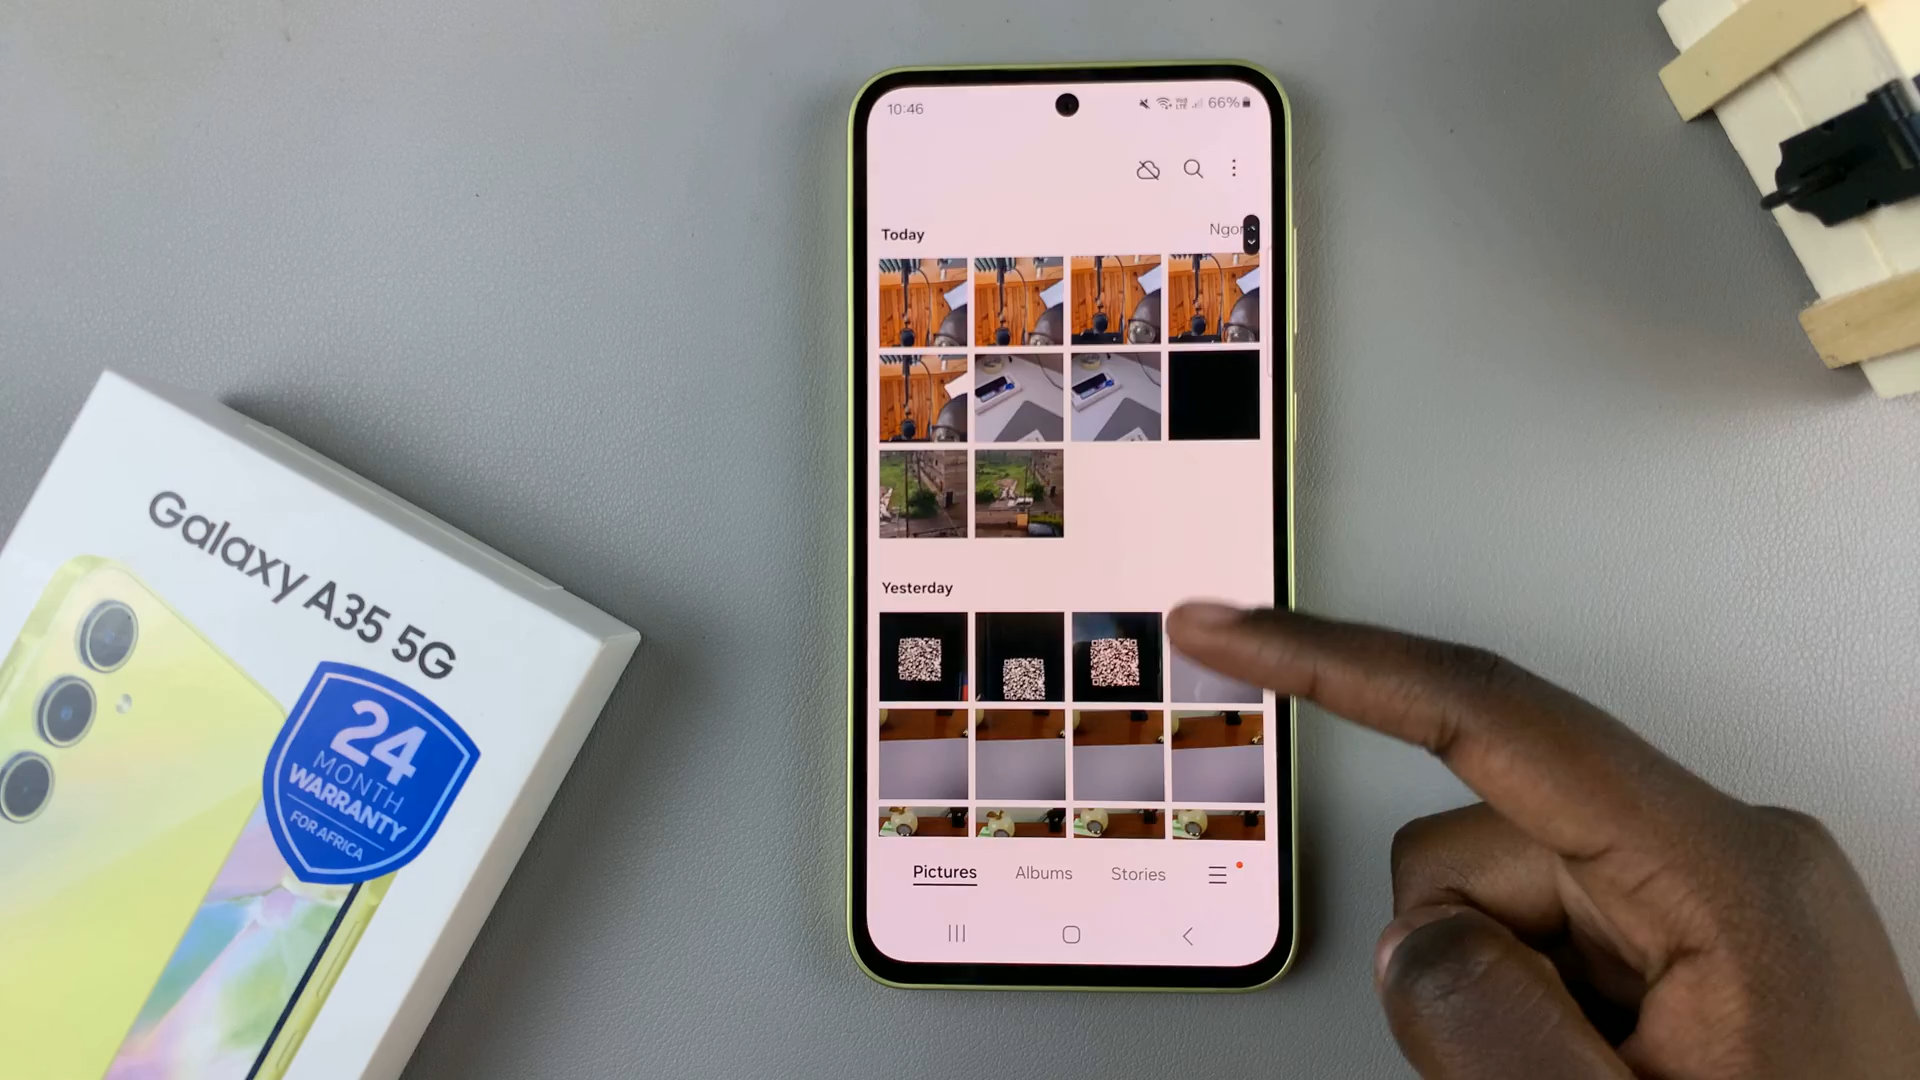 10:46
66%
Today
Ngon
Yesterday
Pictures
Albums
Stories
Galaxy A35 5G
24
MONTH
WARRANTY
FOR AFRICA